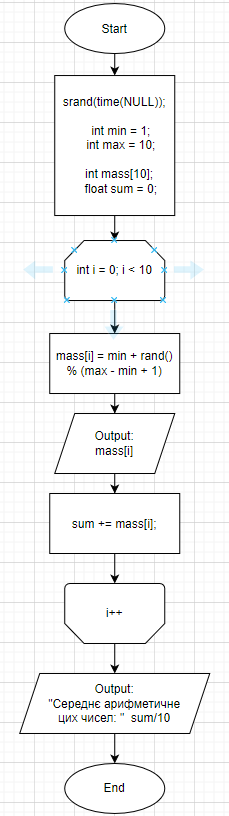 Start
srand(time(NULL));
int min = 1;
int max = 10;
int mass[10];
float sum = 0;
int i = 0; i < 10
mass[i] = min + rand()
% (max - min + 1)
Output:
mass[i]
sum += mass[i];
i++
Output:
"Середнє арифметичне
цих чисел: " sum/10
End